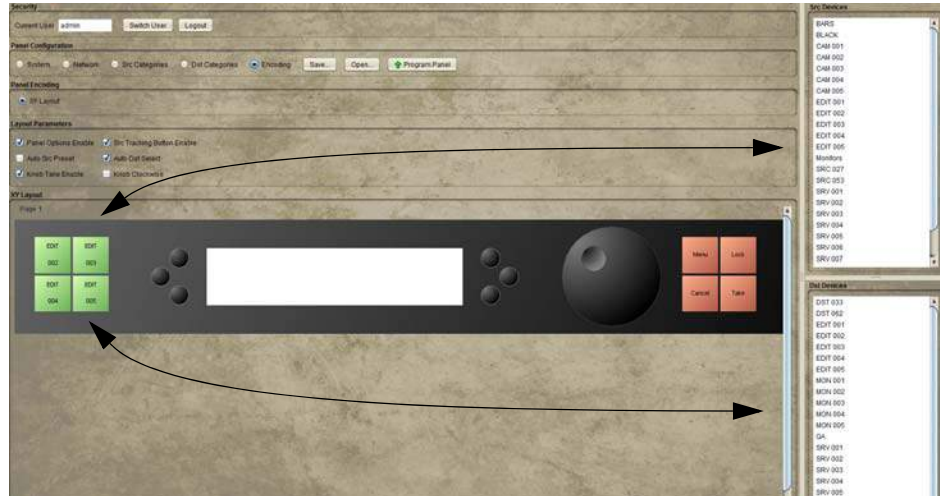 Security
Current User admin Switch User Logout
Panel Configuration
System Network Src Categories Dst Categories Encoding Save... Open... Program Panel
Panel Encoding
XY Layout
Layout Parameters
Panel Options Enable Src Tracking Button Enable
Auto Src Preset Auto Dst Select
Knob Take Enable Knob Clockwise
XY Layout
Page 1
EDIT 002
EDIT 003
EDIT 004
EDIT 005
Menu
Lock
Cancel
Take
Src Devices
BARS
BLACK
CAM 001
CAM 002
CAM 003
CAM 004
CAM 005
EDIT 001
EDIT 002
EDIT 003
EDIT 004
EDIT 005
Monitors
SRC 027
SRC 053
SRV 001
SRV 002
SRV 003
SRV 004
SRV 005
SRV 006
SRV 007
Dst Devices
DST 033
DST 062
EDIT 001
EDIT 002
EDIT 003
EDIT 004
EDIT 005
MON 001
MON 002
MON 003
MON 004
MON 005
QA
SRV 001
SRV 002
SRV 003
SRV 004
SRV 005